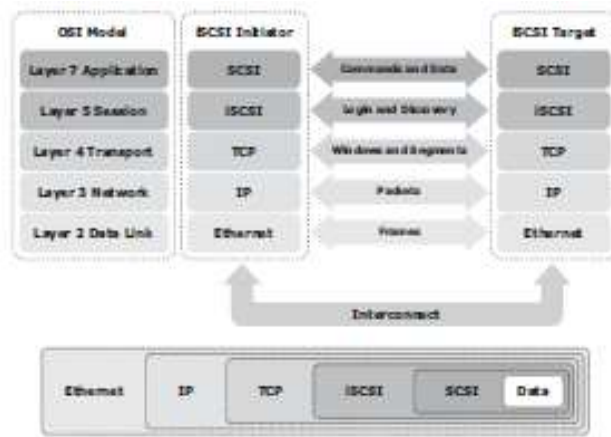 OSI Model
iSCSI Initiator
iSCSI Target
Layer 7 Application
SCSI
Commands and Data
SCSI
Layer 5 Session
iSCSI
Login and Discovery
iSCSI
Layer 4 Transport
TCP
Windows and Segments
TCP
Layer 3 Network
IP
Packets
IP
Layer 2 Data Link
Ethernet
Frames
Ethernet
Interconnect
Ethernet
IP
TCP
iSCSI
SCSI
Data